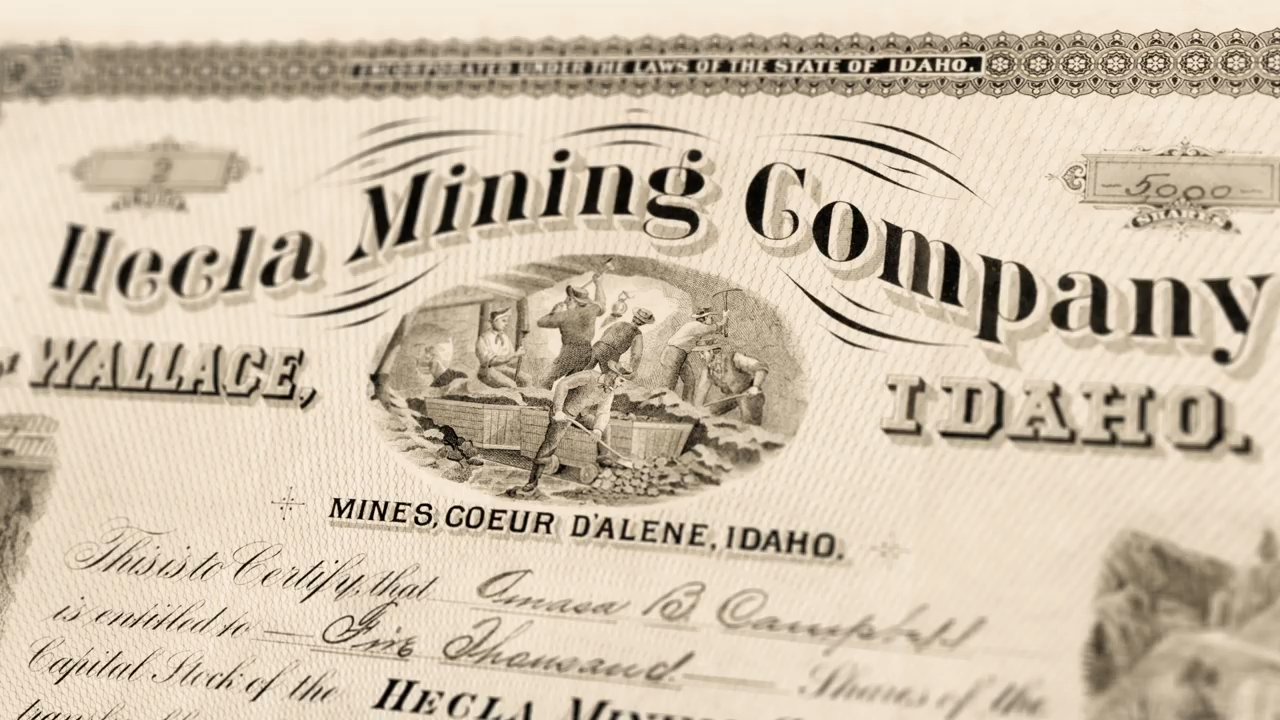 INCORPORATED UNDER THE LAWS OF THE STATE OF IDAHO.
2
5000
SHARES
Hecla Mining Company
WALLACE, IDAHO.
MINES, COEUR D'ALENE, IDAHO.
This is to Certify, that Amasa B Campbell
is entitled to Five Thousand Shares of the
Capital Stock of the HECLA MINING